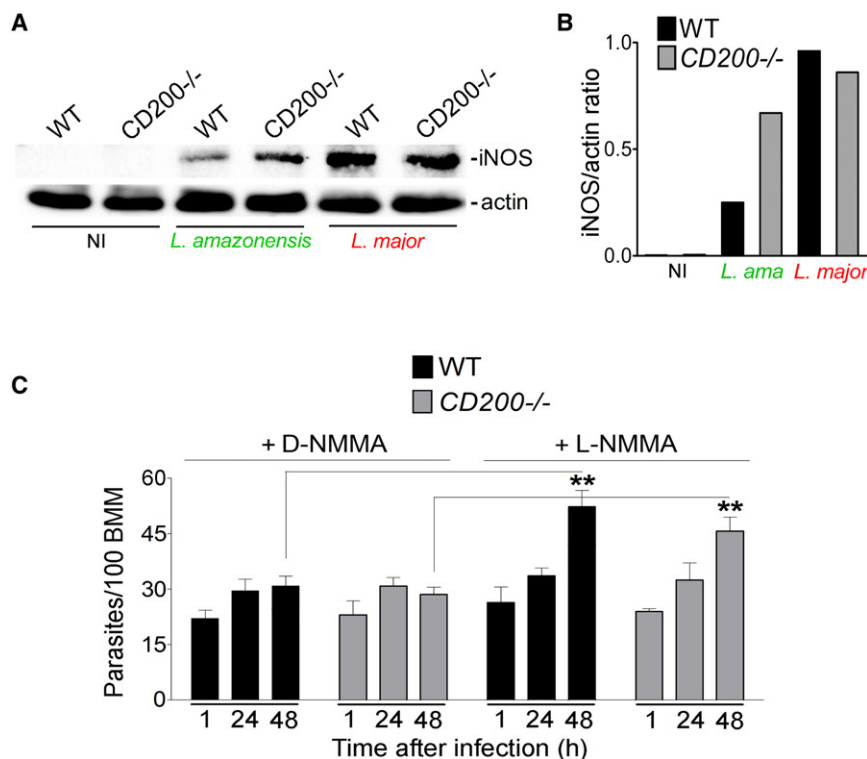 A
WT
CD200-/-
WT
CD200-/-
WT
CD200-/-
-iNOS
-actin
NI
L. amazonensis
L. major
B
WT
CD200-/-
iNOS/actin ratio
1.0
0.5
0.0
NI
L. ama
L. major
C
WT
CD200-/-
+ D-NMMA
+ L-NMMA
Parasites/100 BMM
60
45
30
15
0
**
**
1 24 48
1 24 48
1 24 48
1 24 48
Time after infection (h)